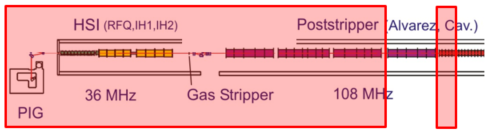 HSI (RFQ,IH1,IH2)
Poststripper (Alvarez, Cav.)
36 MHz
Gas Stripper
108 MHz
PIG